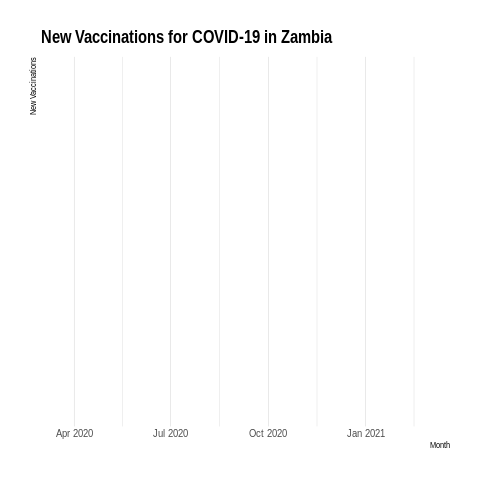 New Vaccinations for COVID-19 in Zambia
New Vaccinations
Apr 2020
Jul 2020
Oct 2020
Jan 2021
Month